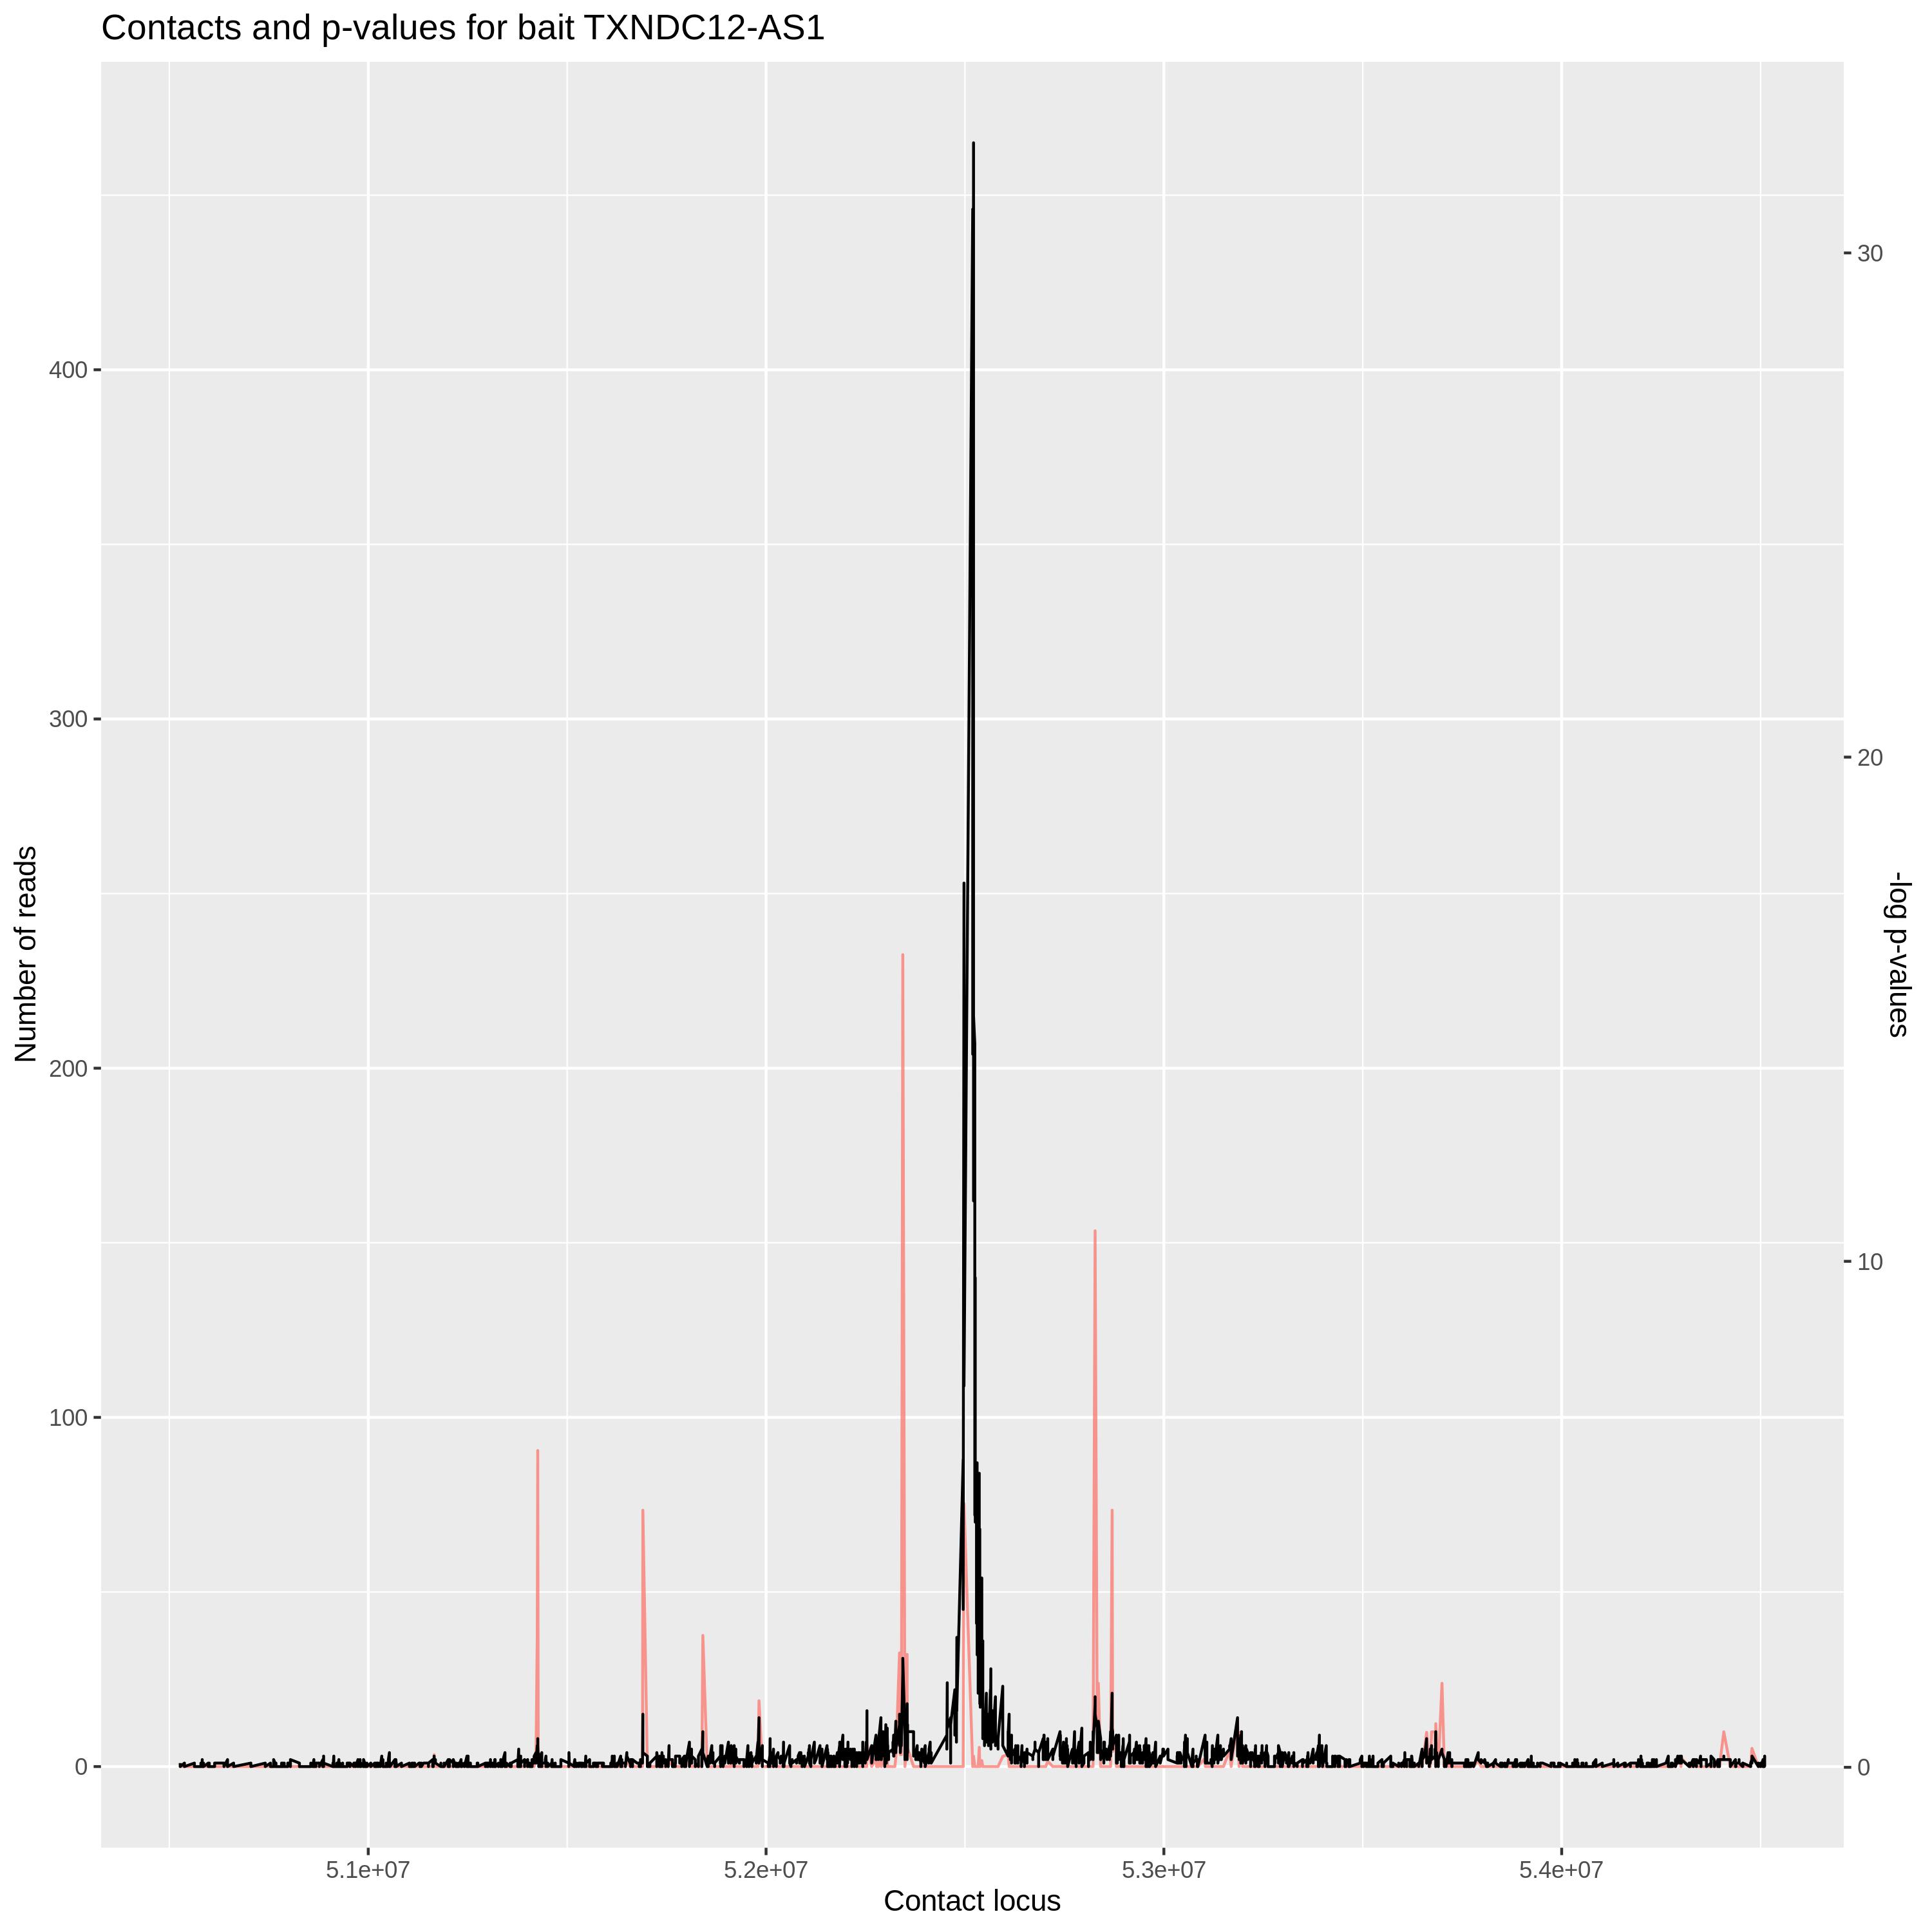 Contacts and p-values for bait TXNDC12-AS1
400
300
200
100
0
Number of reads
30
20
10
0
-log p-values
5.1e+07
5.2e+07
5.3e+07
5.4e+07
Contact locus